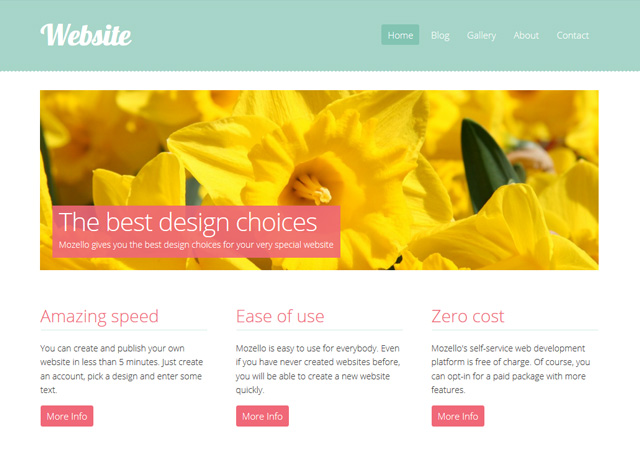 Website
Home Blog Gallery About Contact
The best design choices
Mozello gives you the best design choices for your very special website
Amazing speed
You can create and publish your own
website in less than 5 minutes. Just create
an account, pick a design and enter some
text.
More Info
Ease of use
Mozello is easy to use for everybody. Even
if you have never created websites before,
you will be able to create a new website
quickly.
More Info
Zero cost
Mozello's self-service web development
platform is free of charge. Of course, you
can opt-in for a paid package with more
features.
More Info